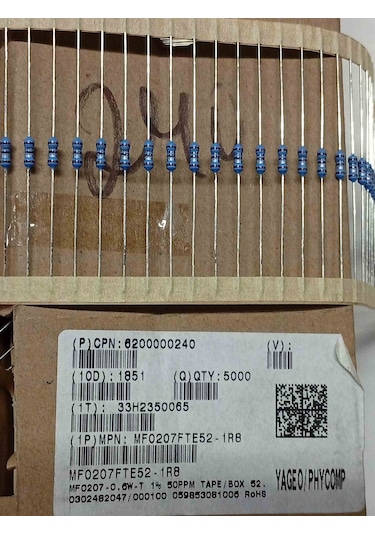 (P)CPN:6200000240
(V):
(10D):1851
(Q)QTY:5000
(1T): 33H2350065
(1P)MPN: MF0207FTE52-1R8
MF0207FTE52-1R8
YAGEO/PHYCOMP
MF0207-0.6W-T 1% 50PPM TAPE/BOX 52,
0302482047/000100 059853081006 RoHS